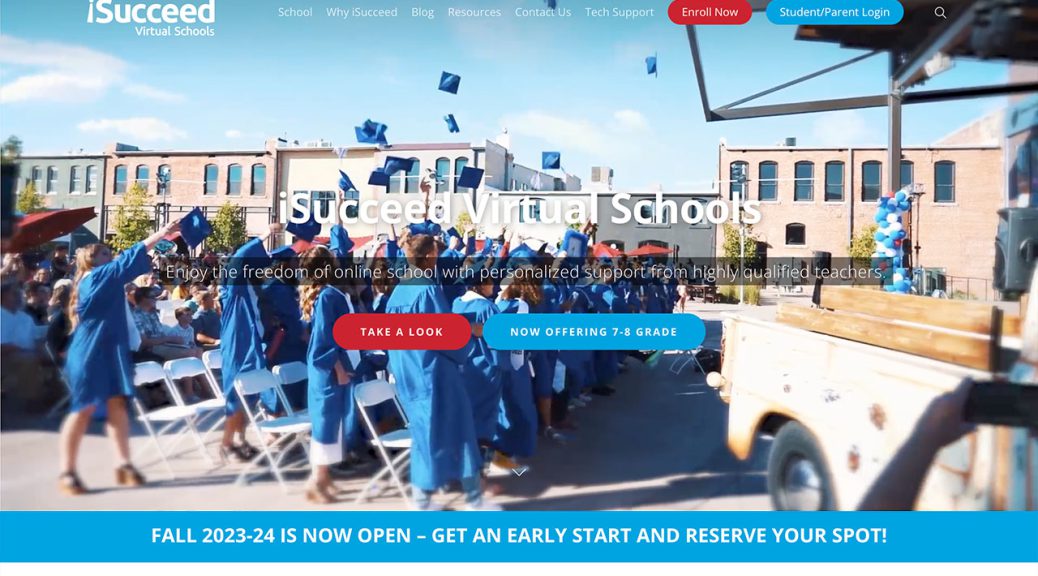 iSucceed
Virtual Schools
School Why iSucceed Blog Resources Contact Us Tech Support Enroll Now Student/Parent Login
iSucceed Virtual Schools
Enjoy the freedom of online school with personalized support from highly qualified teachers.
TAKE A LOOK NOW OFFERING 7-8 GRADE
FALL 2023-24 IS NOW OPEN – GET AN EARLY START AND RESERVE YOUR SPOT!